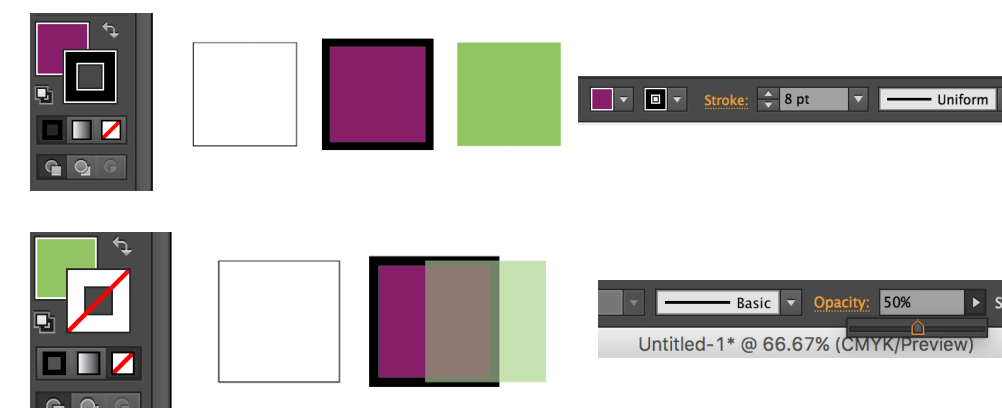 Stroke: 8 pt Uniform
Basic Opacity: 50% S
Untitled-1* @ 66.67% (CMYK/Preview)